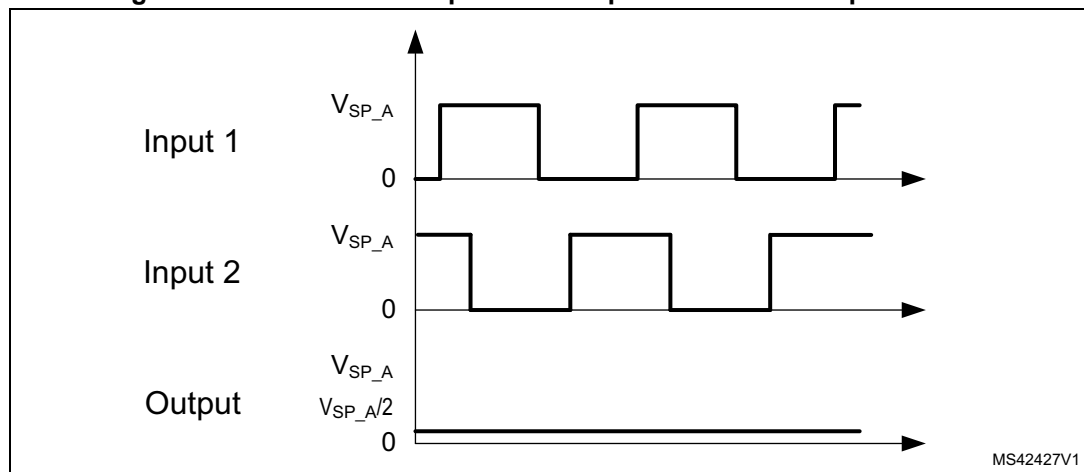 Input 1
V_SP_A
0
Input 2
V_SP_A
0
Output
V_SP_A
V_SP_A/2
0
MS42427V1